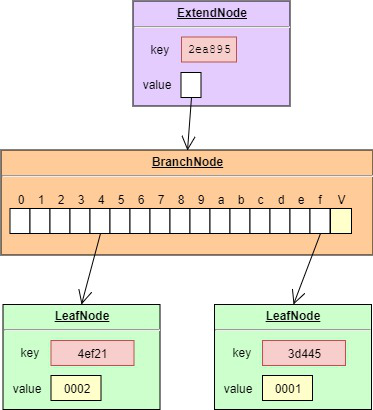 ExtendNode
key 2ea895
value
BranchNode
0 1 2 3 4 5 6 7 8 9 a b c d e f V
LeafNode
key 4ef21
value 0002
LeafNode
key 3d445
value 0001